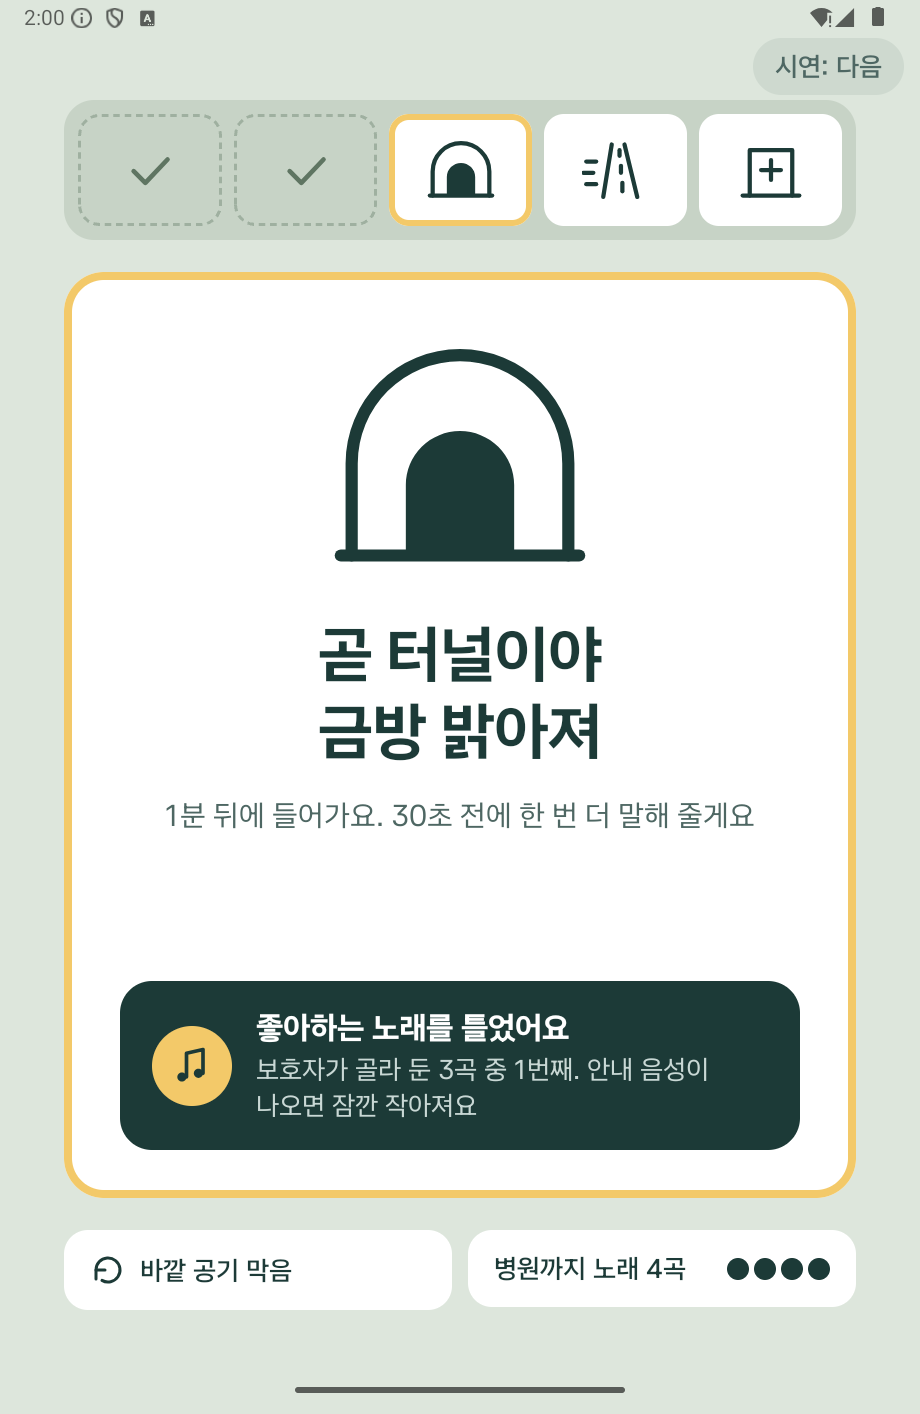 2:00
시연: 다음
곧 터널이야
금방 밝아져
1분 뒤에 들어가요. 30초 전에 한 번 더 말해 줄게요
좋아하는 노래를 틀었어요
보호자가 골라 둔 3곡 중 1번째. 안내 음성이
나오면 잠깐 작아져요
바깥 공기 막음
병원까지 노래 4곡